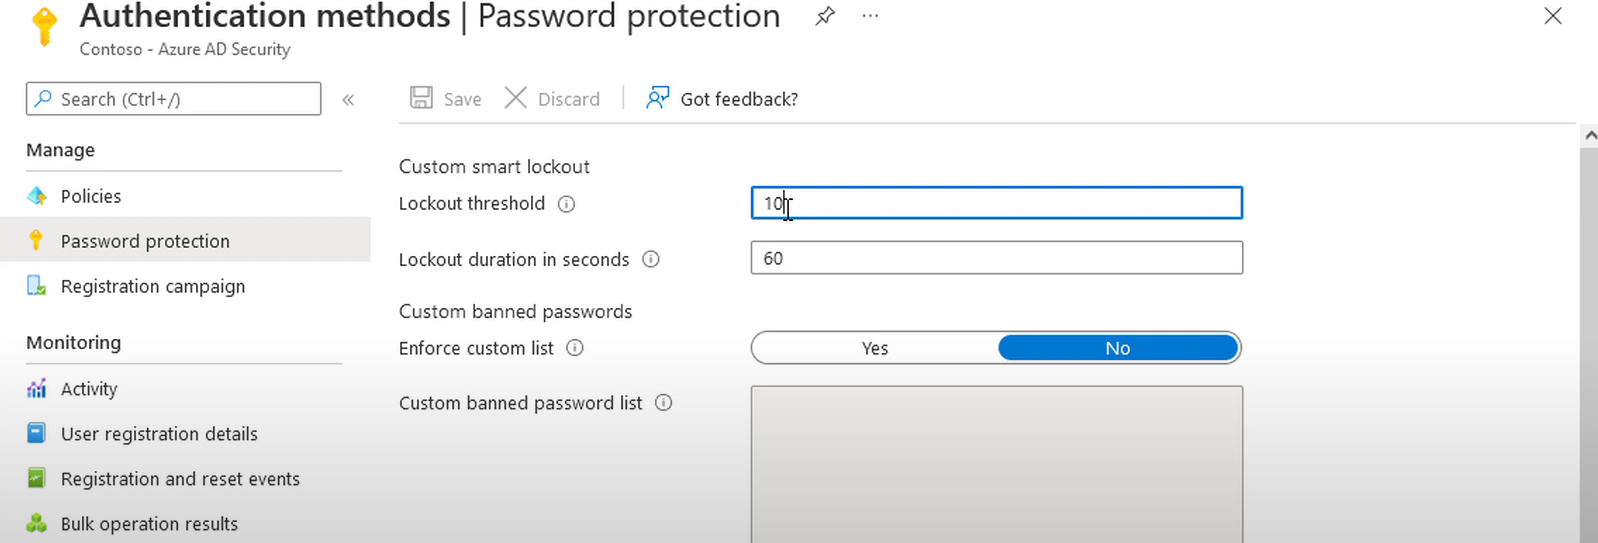 Authentication methods | Password protection
Contoso - Azure AD Security
Search (Ctrl+/)
Save
Discard
Got feedback?
Manage
Policies
Password protection
Registration campaign
Monitoring
Activity
User registration details
Registration and reset events
Bulk operation results
Custom smart lockout
Lockout threshold
10
Lockout duration in seconds
60
Custom banned passwords
Enforce custom list
Yes
No
Custom banned password list